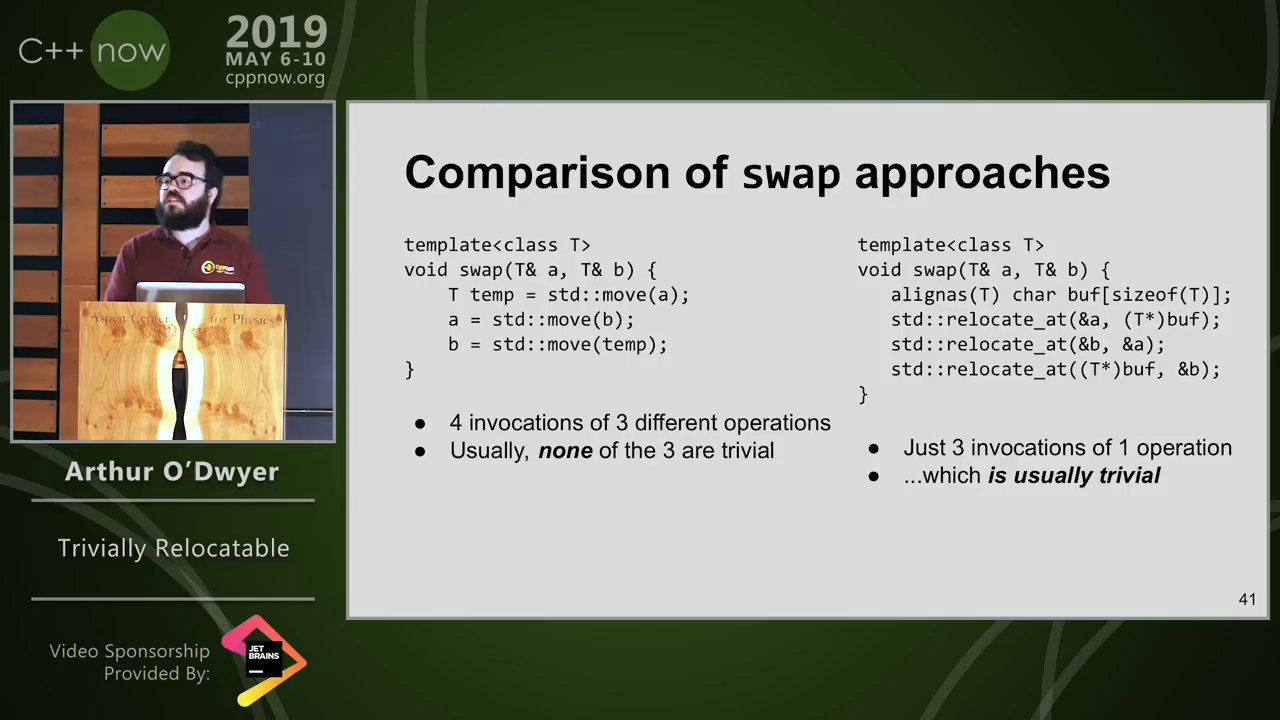 C++ now
2019
MAY 6-10
cppnow.org
Aspen Center for Physics
Arthur O’Dwyer
Trivially Relocatable
Video Sponsorship
Provided By:
JET
BRAINS
Comparison of swap approaches
template<class T>
void swap(T& a, T& b) {
T temp = std::move(a);
a = std::move(b);
b = std::move(temp);
}
● 4 invocations of 3 different operations
● Usually, none of the 3 are trivial
template<class T>
void swap(T& a, T& b) {
alignas(T) char buf[sizeof(T)];
std::relocate_at(&a, (T*)buf);
std::relocate_at(&b, &a);
std::relocate_at((T*)buf, &b);
}
● Just 3 invocations of 1 operation
● ...which is usually trivial
41